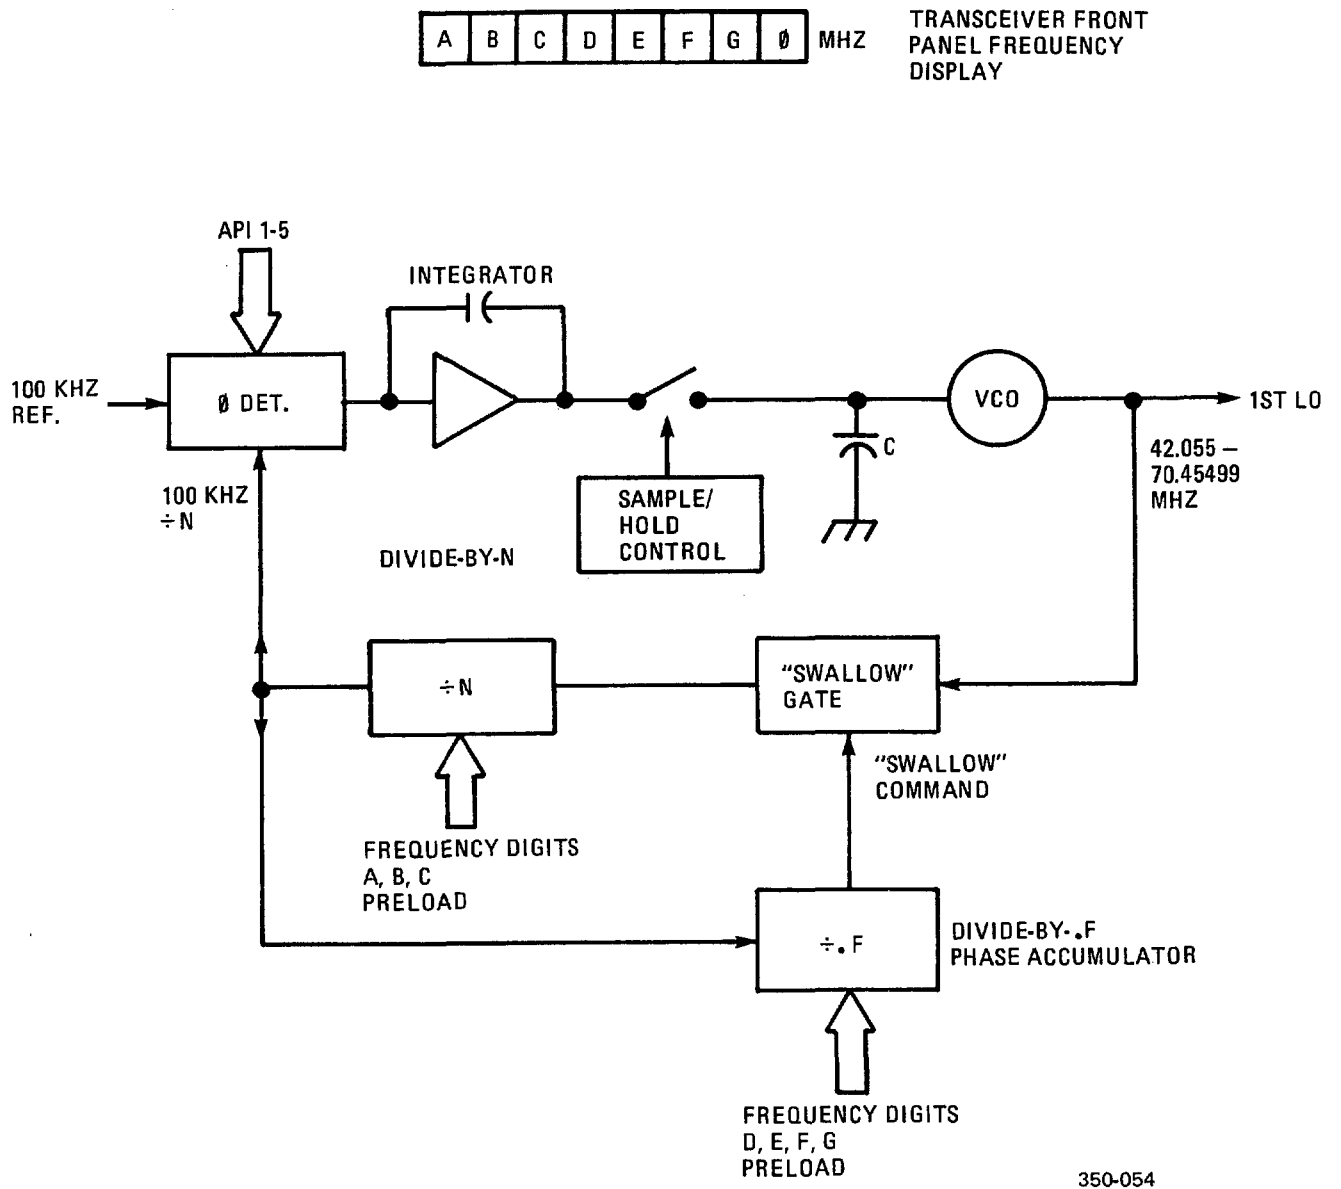 A B C D E F G Ø MHZ
TRANSCEIVER FRONT
PANEL FREQUENCY
DISPLAY
API 1-5
INTEGRATOR
100 KHZ
REF.
Ø DET.
VCO
1ST LO
C
42.055 –
70.45499
MHZ
100 KHZ
÷N
SAMPLE/
HOLD
CONTROL
DIVIDE-BY-N
÷N
"SWALLOW"
GATE
"SWALLOW"
COMMAND
FREQUENCY DIGITS
A, B, C
PRELOAD
÷.F
DIVIDE-BY-.F
PHASE ACCUMULATOR
FREQUENCY DIGITS
D, E, F, G
PRELOAD
350-054